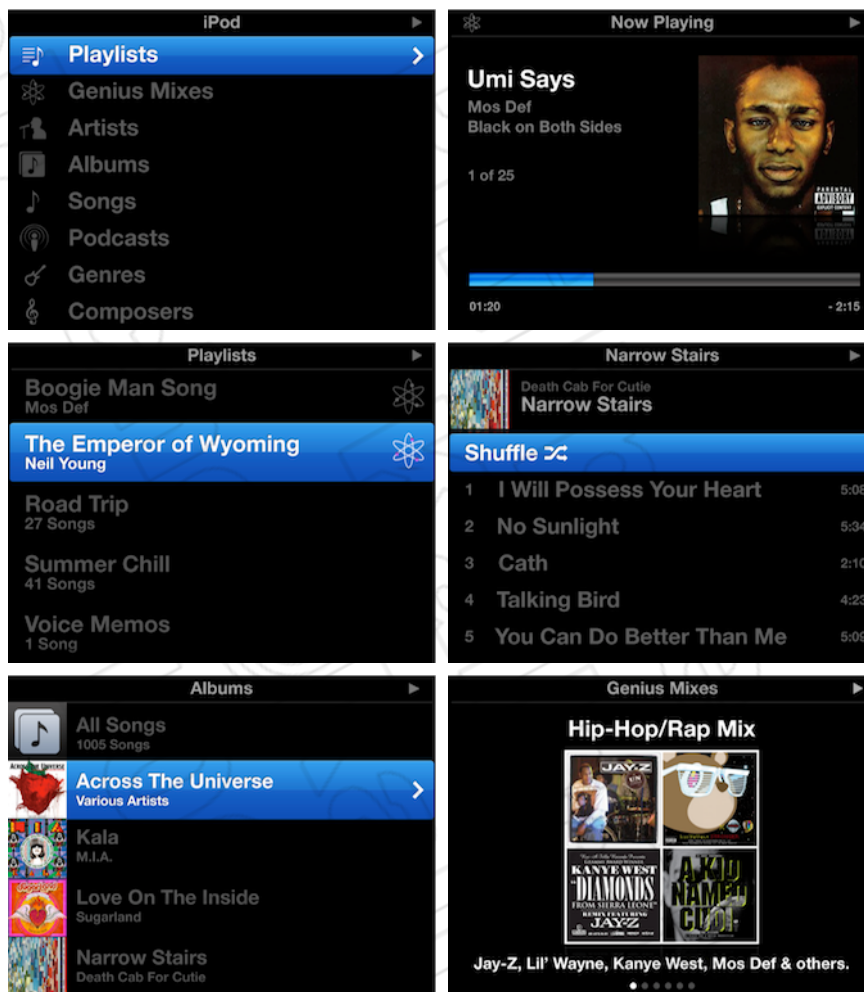 iPod
Playlists
Genius Mixes
Artists
Albums
Songs
Podcasts
Genres
Composers
Now Playing
Umi Says
Mos Def
Black on Both Sides
1 of 25
PARENTAL
ADVISORY
EXPLICIT CONTENT
01:20
- 2:15
Playlists
Boogie Man Song
Mos Def
The Emperor of Wyoming
Neil Young
Road Trip
27 Songs
Summer Chill
41 Songs
Voice Memos
1 Song
Narrow Stairs
Death Cab For Cutie
Narrow Stairs
Shuffle
1 I Will Possess Your Heart 5:08
2 No Sunlight 5:34
3 Cath 2:10
4 Talking Bird 4:23
5 You Can Do Better Than Me 5:09
Albums
All Songs
1005 Songs
Across The Universe
Various Artists
Kala
M.I.A.
Love On The Inside
Sugarland
Narrow Stairs
Death Cab For Cutie
Genius Mixes
Hip-Hop/Rap Mix
JAY-Z
KANYE WEST
"DIAMONDS
FROM SIERRA LEONE"
REMIX FEATURING
JAY-Z
A KID
NAMED
CUDI
Jay-Z, Lil' Wayne, Kanye West, Mos Def & others.